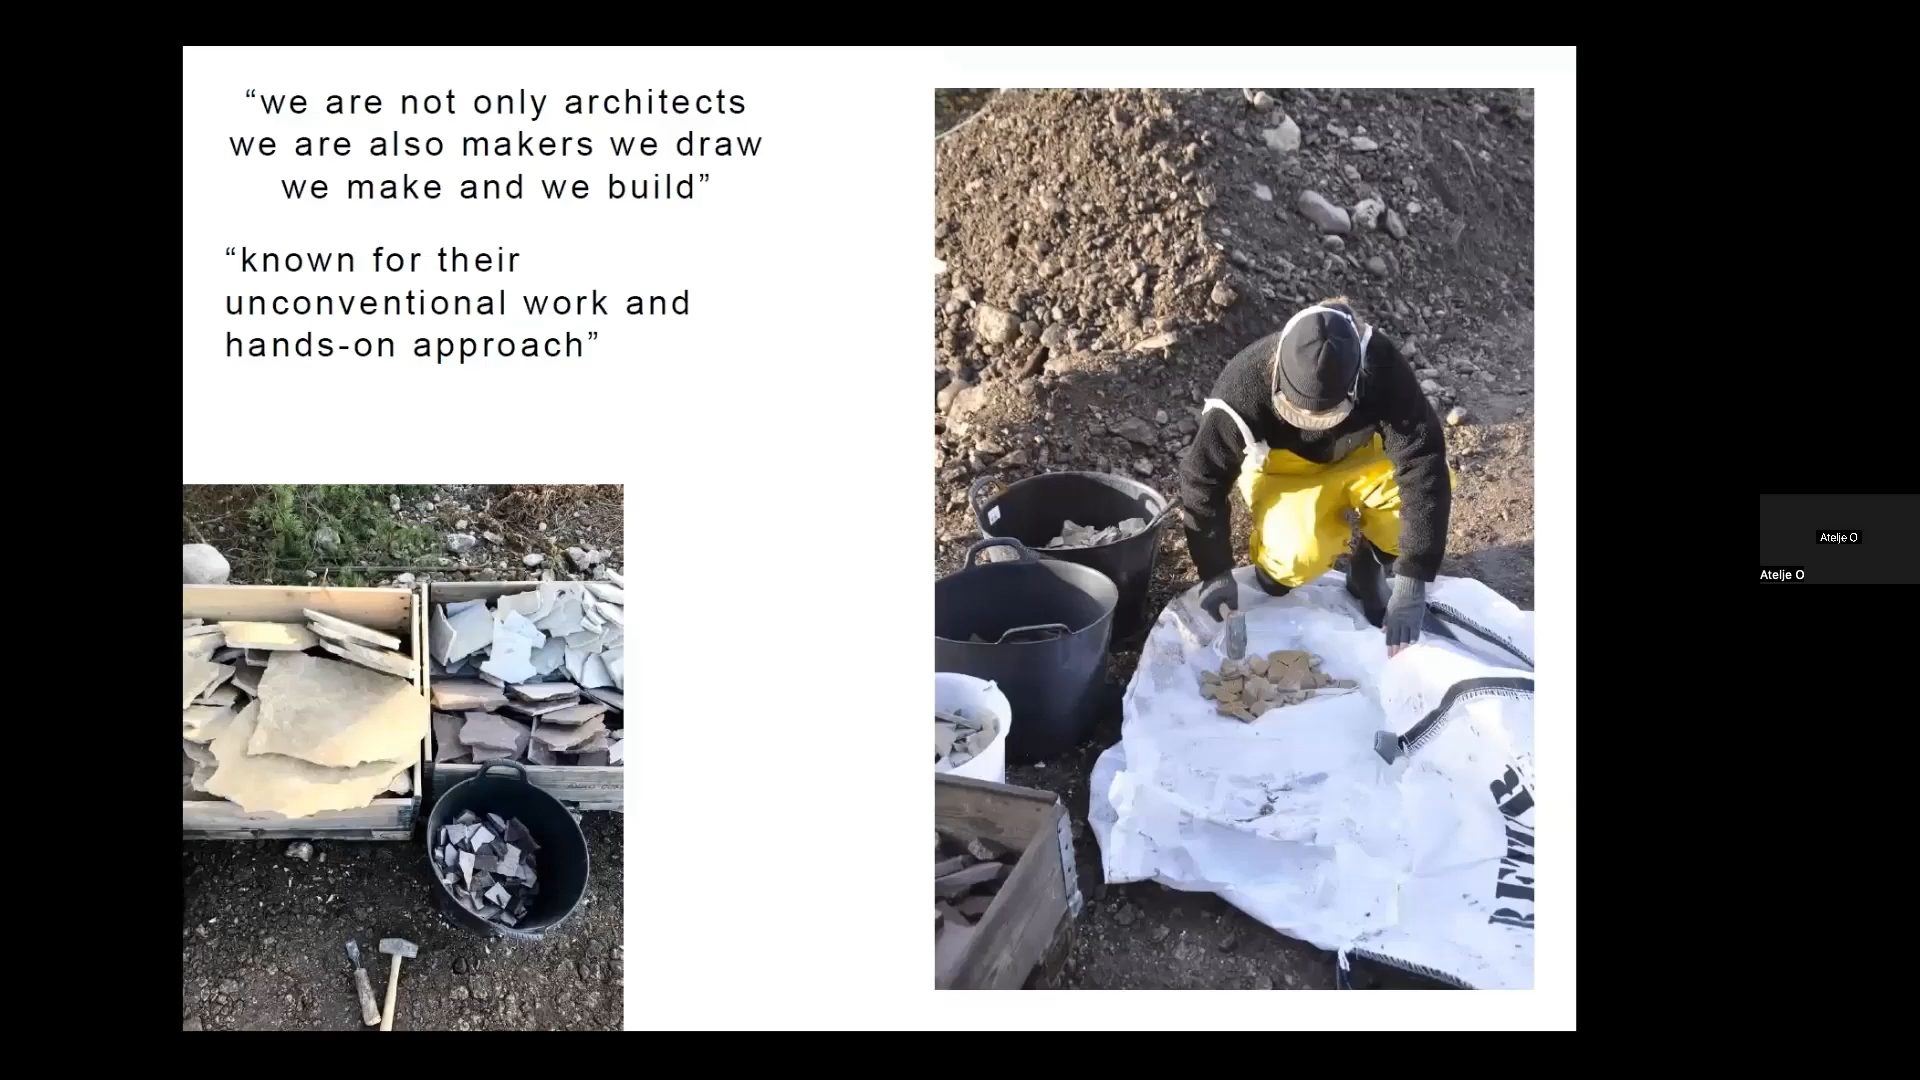 “we are not only architects
we are also makers we draw
we make and we build”
“known for their
unconventional work and
hands-on approach”
Atelje O
Atelje O